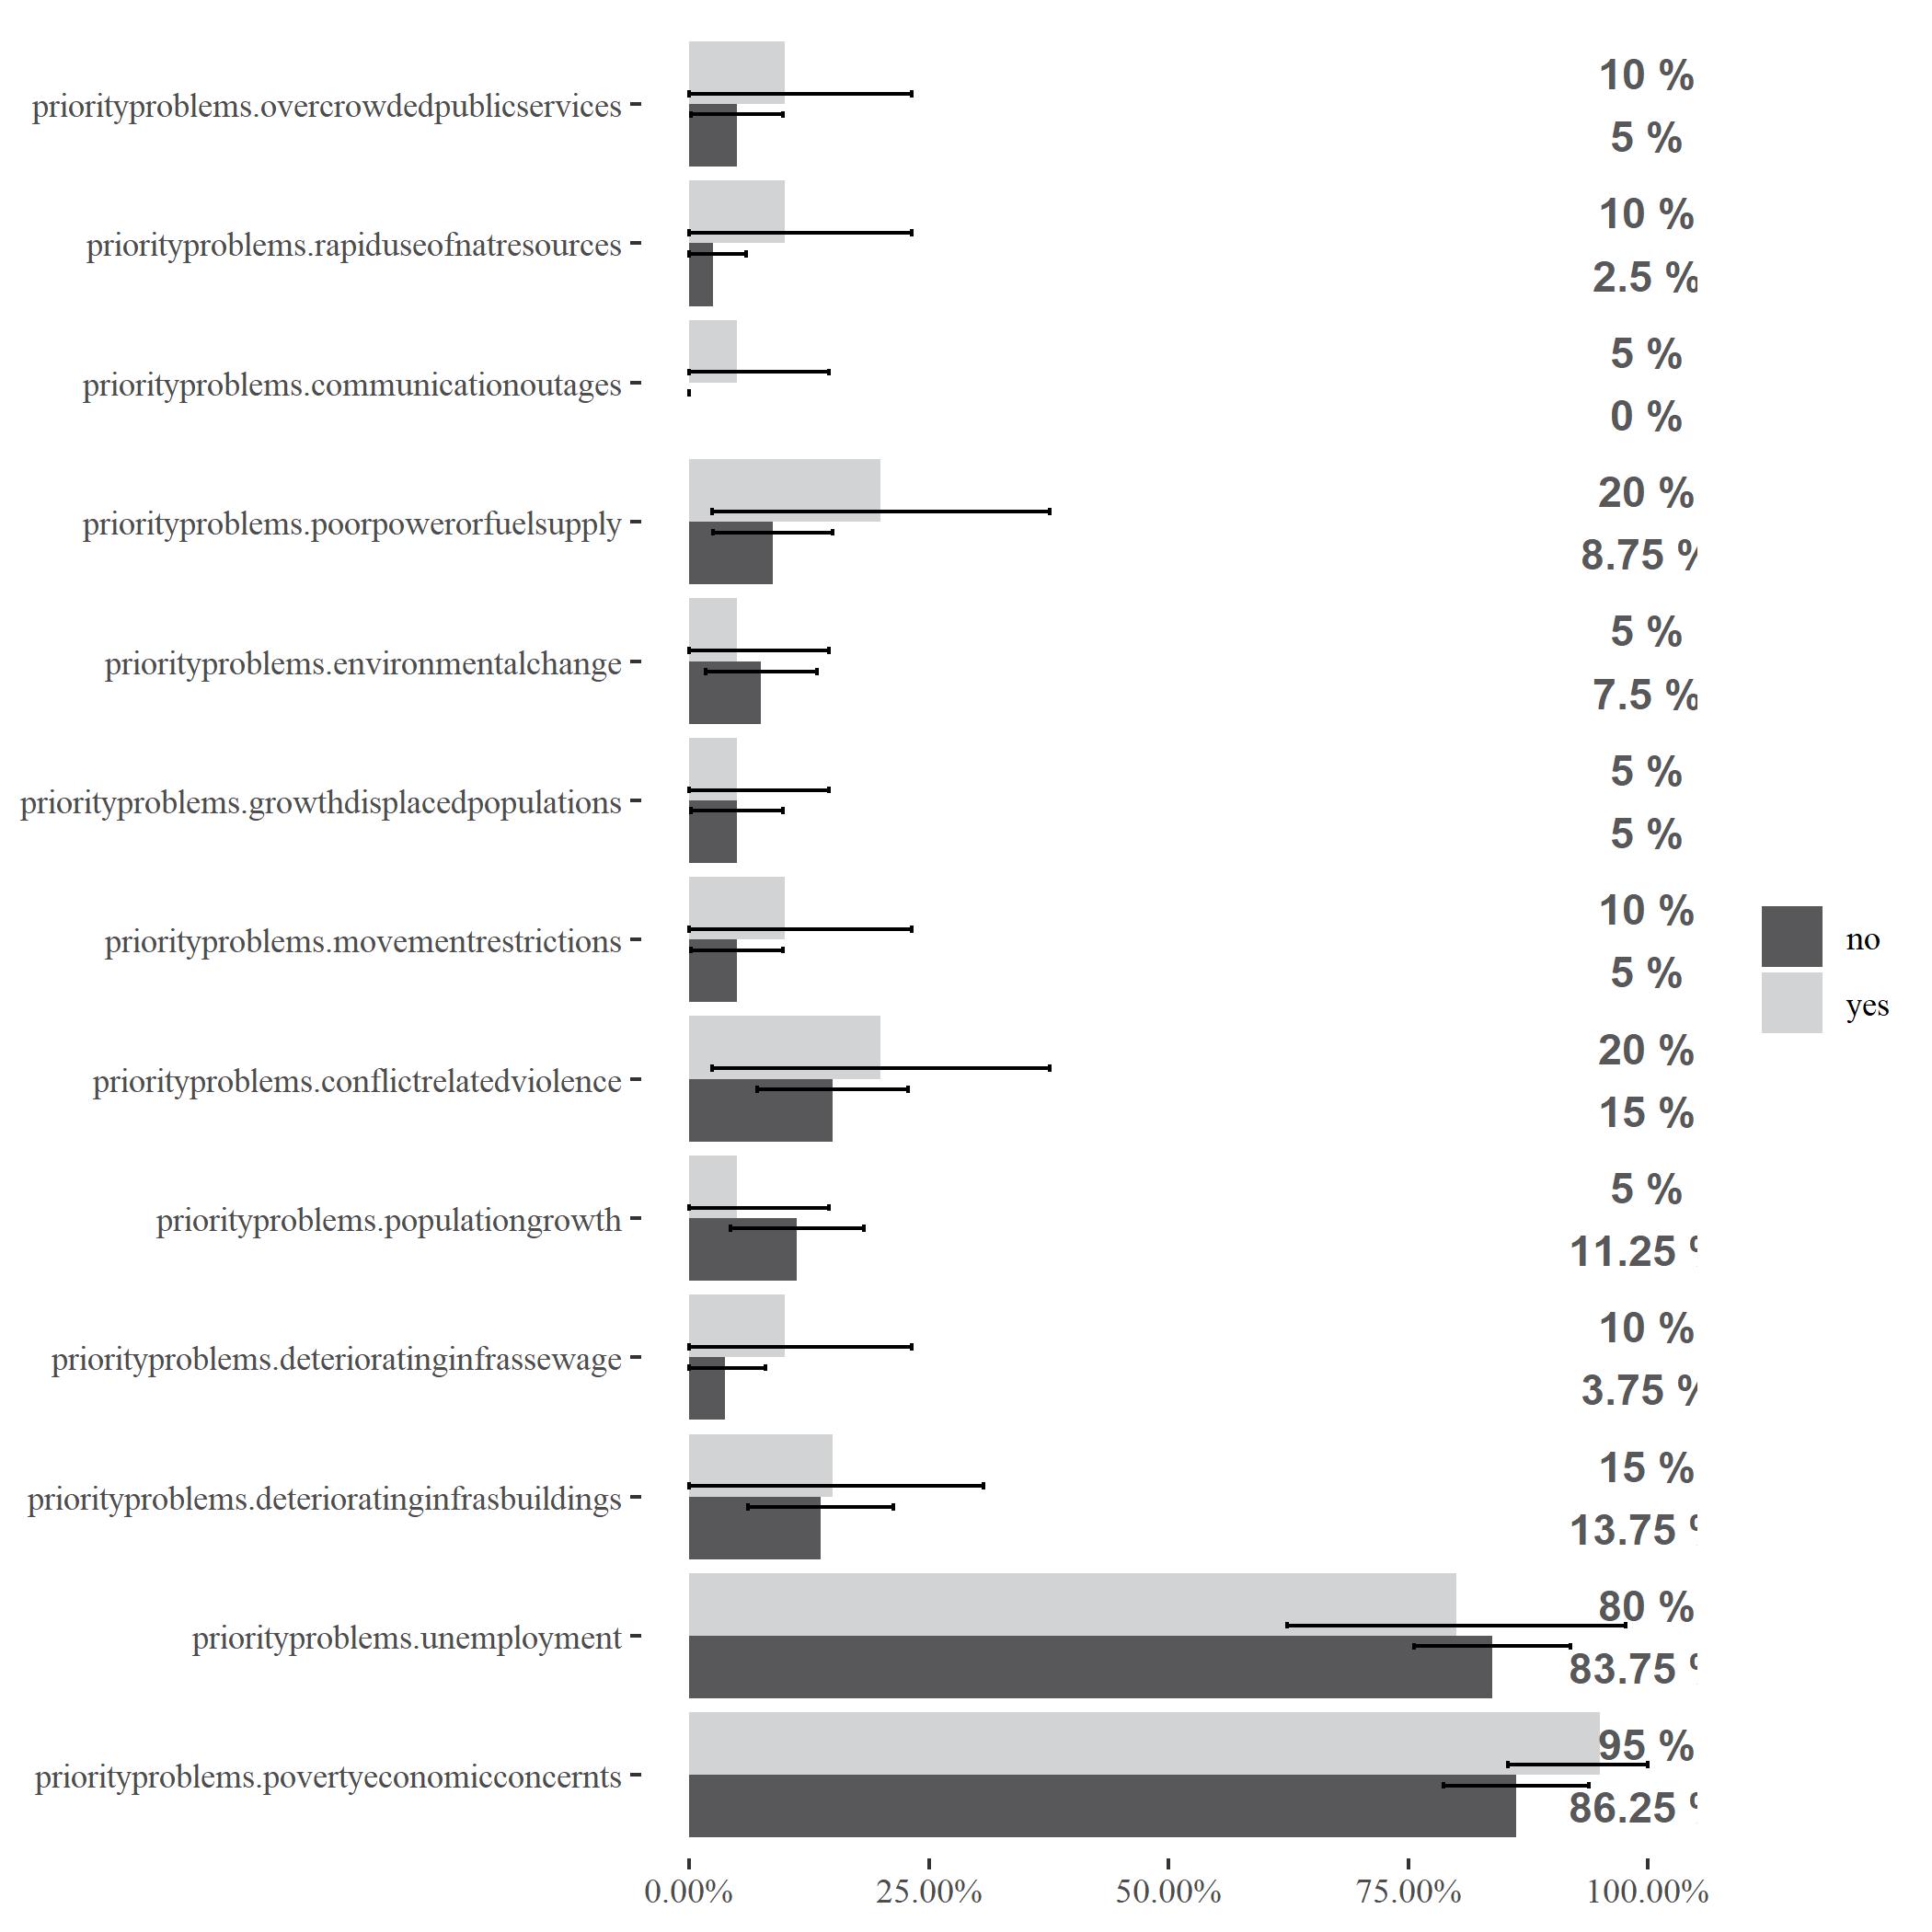 priorityproblems.overcrowdedpublicservices
10 %
5 %
priorityproblems.rapiduseofnatresources
10 %
2.5 %
priorityproblems.communicationoutages
5 %
0 %
priorityproblems.poorpowerorfuelsupply
20 %
8.75 %
priorityproblems.environmentalchange
5 %
7.5 %
priorityproblems.growthdisplacedpopulations
5 %
5 %
priorityproblems.movementrestrictions
10 %
5 %
no
yes
priorityproblems.conflictrelatedviolence
20 %
15 %
priorityproblems.populationgrowth
5 %
11.25 %
priorityproblems.deterioratinginfrassewage
10 %
3.75 %
priorityproblems.deterioratinginfrasbuildings
15 %
13.75 %
priorityproblems.unemployment
80 %
83.75 %
priorityproblems.povertyeconomicconcernts
95 %
86.25 %
0.00% 25.00% 50.00% 75.00% 100.00%